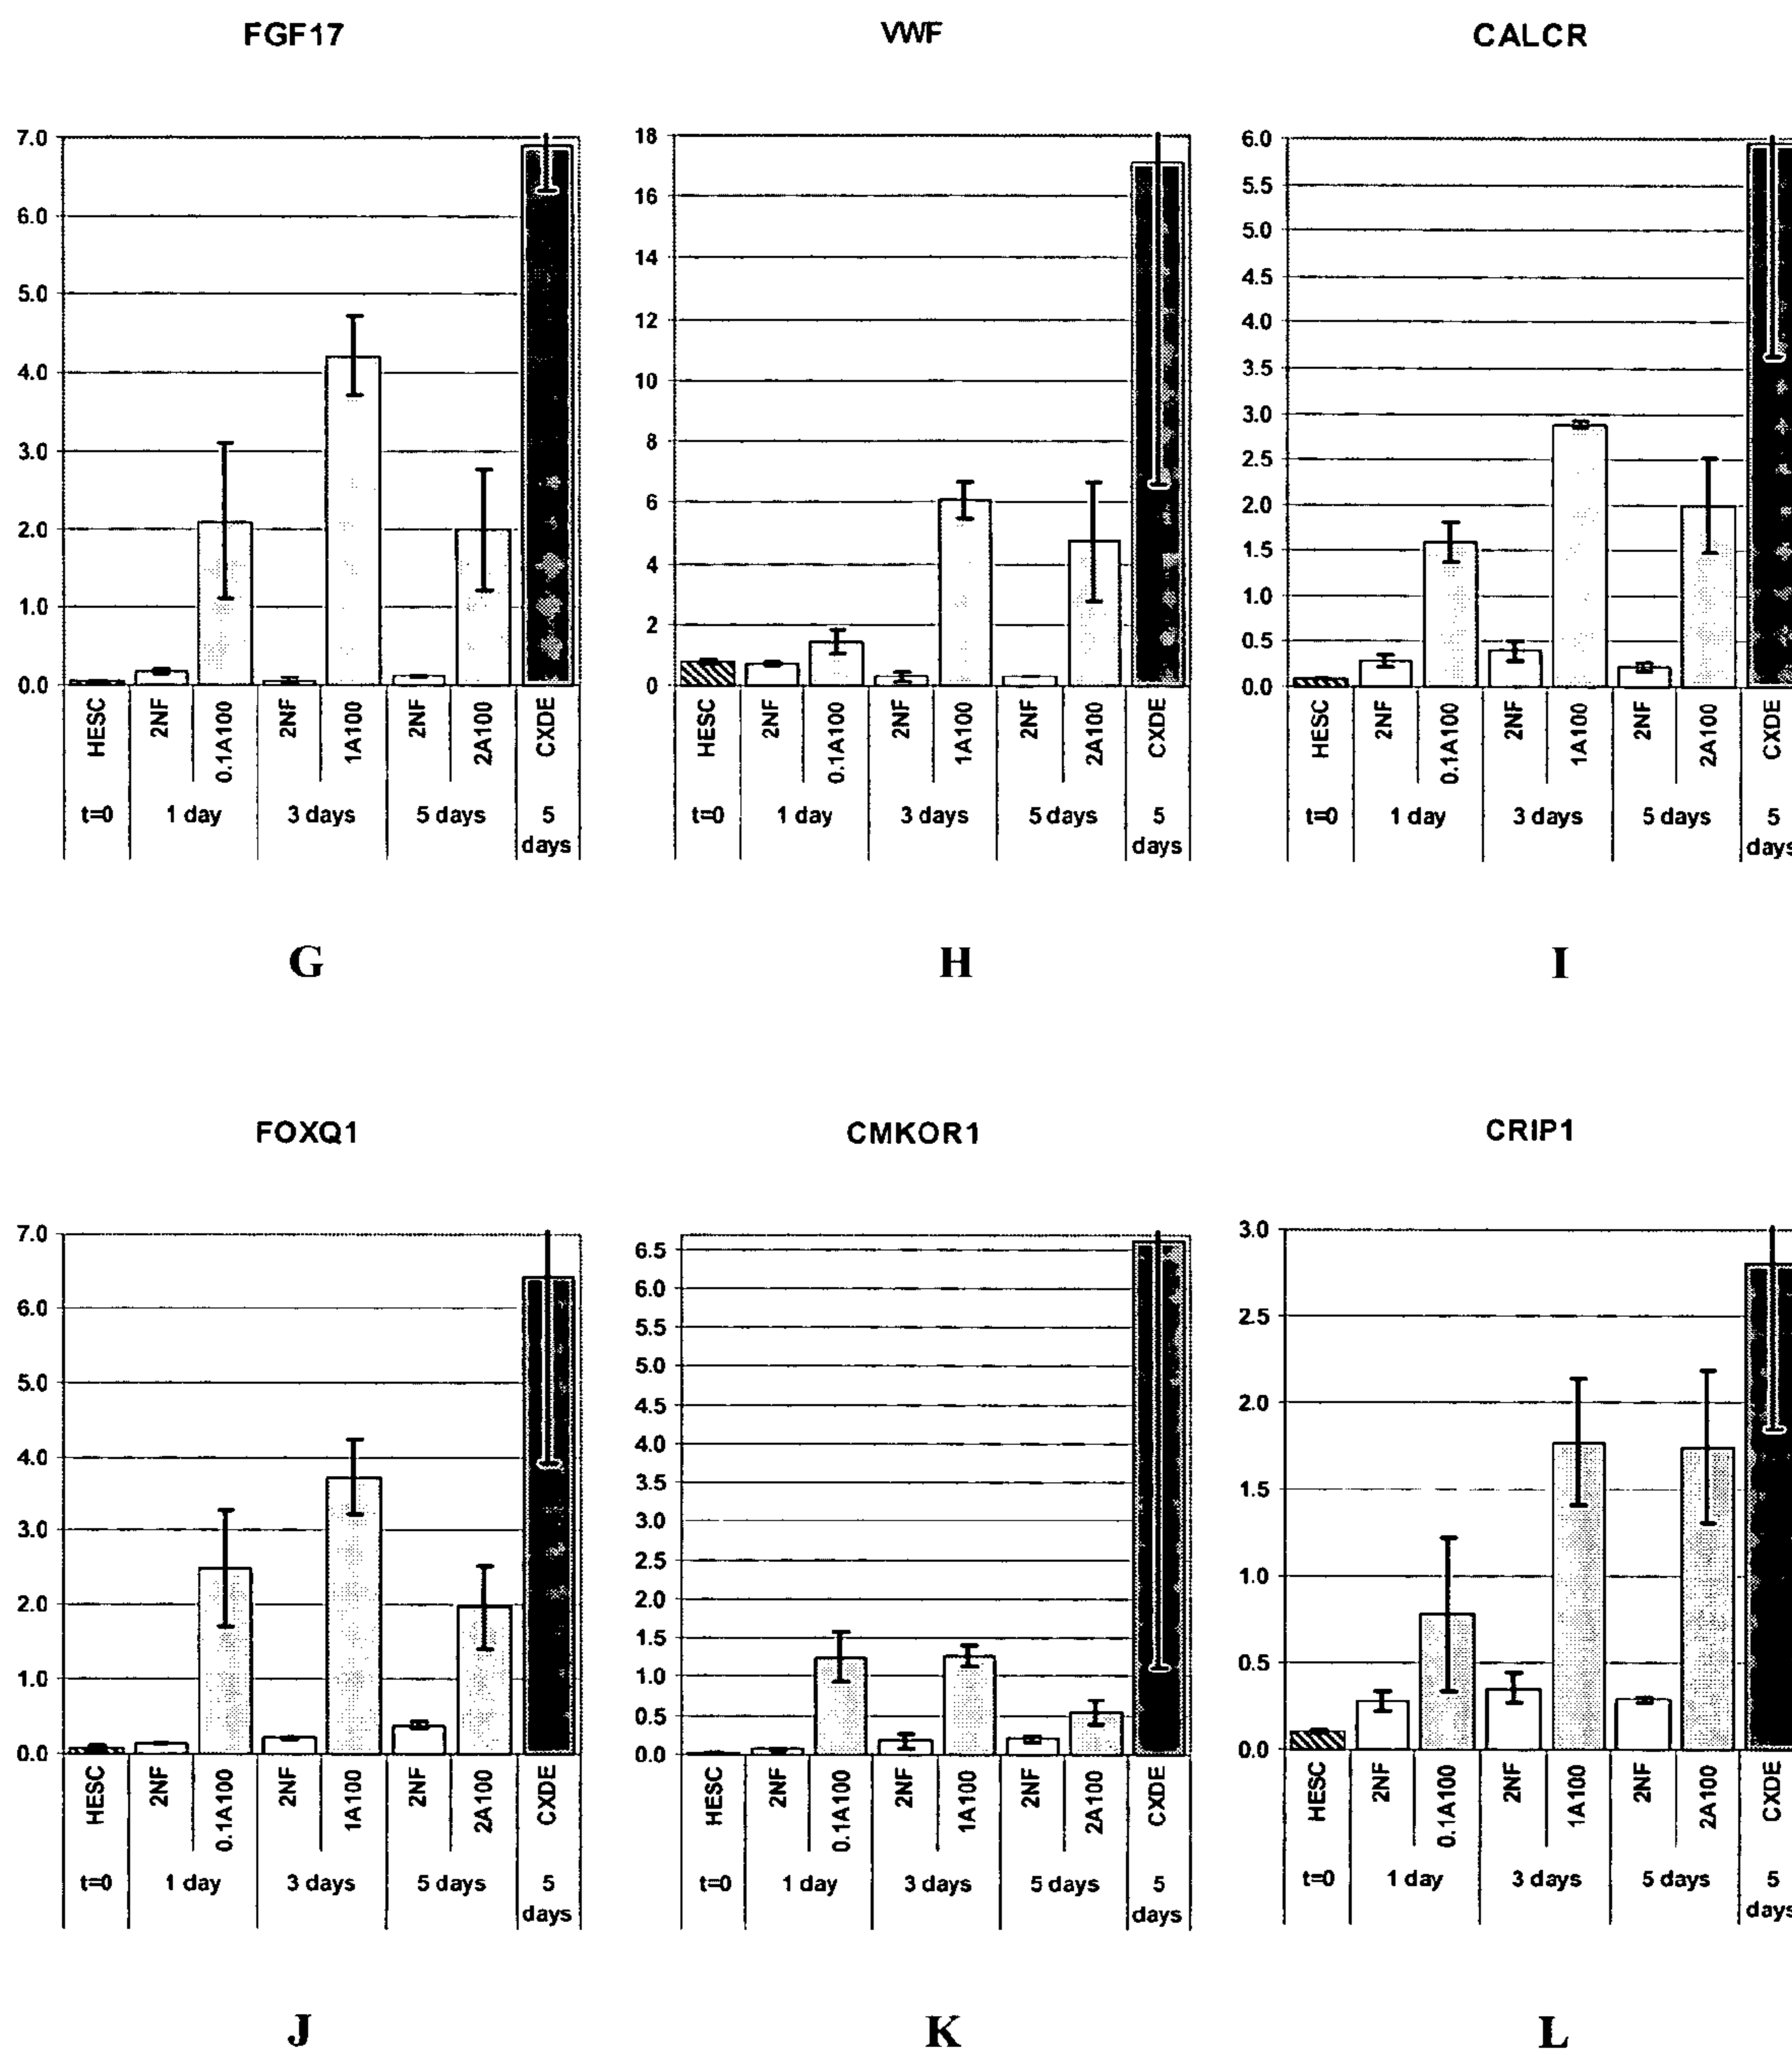 FGF17 VWF CALCR
7.0
6.0
5.0
4.0
3.0
2.0
1.0
0.0
HESC 2NF 0.1A100 2NF 1A100 2NF 2A100 CXDE
t=0 1 day 3 days 5 days 5
days
18
16
14
12
10
8
6
4
2
0
HESC 2NF 0.1A100 2NF 1A100 2NF 2A100 CXDE
t=0 1 day 3 days 5 days 5
days
6.0
5.5
5.0
4.5
4.0
3.5
3.0
2.5
2.0
1.5
1.0
0.5
0.0
HESC 2NF 0.1A100 2NF 1A100 2NF 2A100 CXDE
t=0 1 day 3 days 5 days 5
days
G H I
FOXQ1 CMKOR1 CRIP1
7.0
6.0
5.0
4.0
3.0
2.0
1.0
0.0
HESC 2NF 0.1A100 2NF 1A100 2NF 2A100 CXDE
t=0 1 day 3 days 5 days 5
days
6.5
6.0
5.5
5.0
4.5
4.0
3.5
3.0
2.5
2.0
1.5
1.0
0.5
0.0
HESC 2NF 0.1A100 2NF 1A100 2NF 2A100 CXDE
t=0 1 day 3 days 5 days 5
days
3.0
2.5
2.0
1.5
1.0
0.5
0.0
HESC 2NF 0.1A100 2NF 1A100 2NF 2A100 CXDE
t=0 1 day 3 days 5 days 5
days
J K L